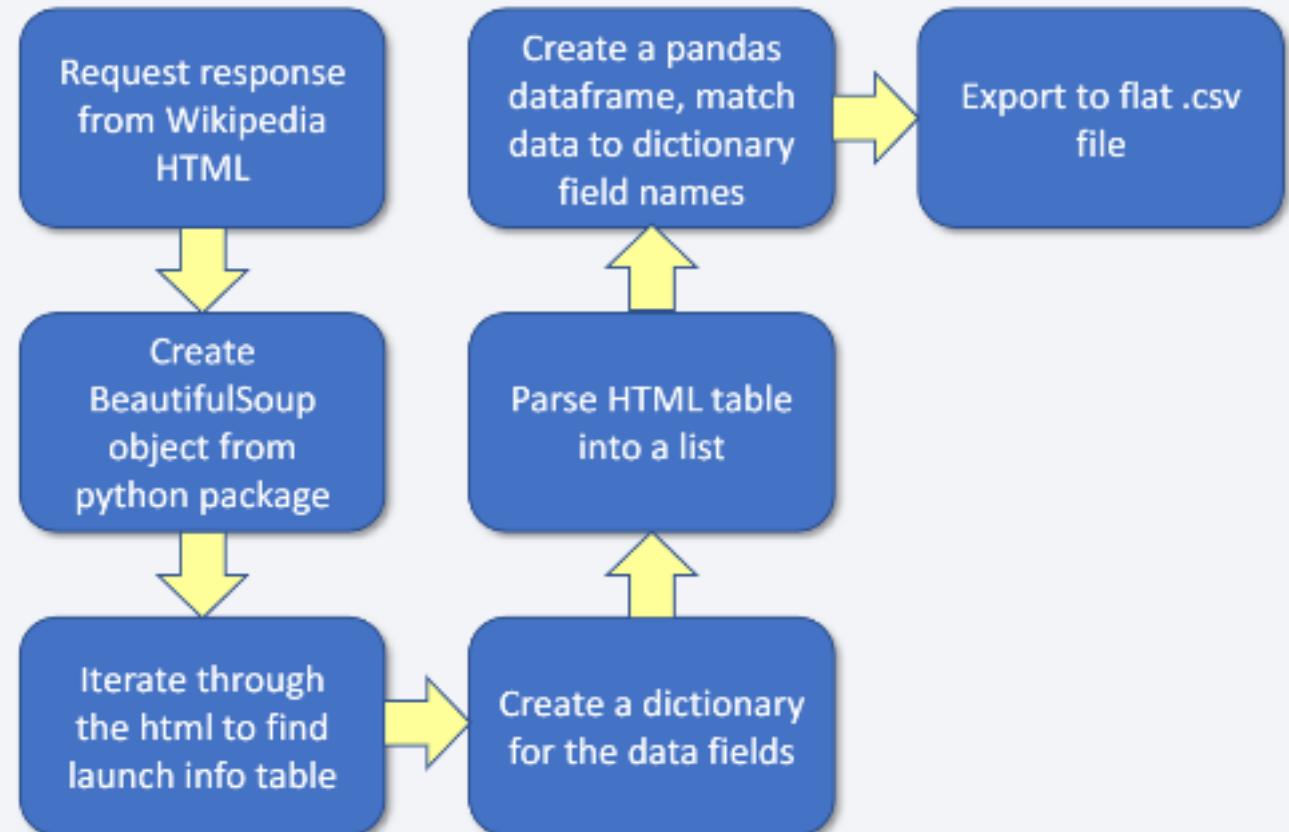 Request response
from Wikipedia
HTML
Create
BeautifulSoup
object from
python package
Iterate through
the html to find
launch info table
Create a dictionary
for the data fields
Parse HTML table
into a list
Create a pandas
dataframe, match
data to dictionary
field names
Export to flat .csv
file